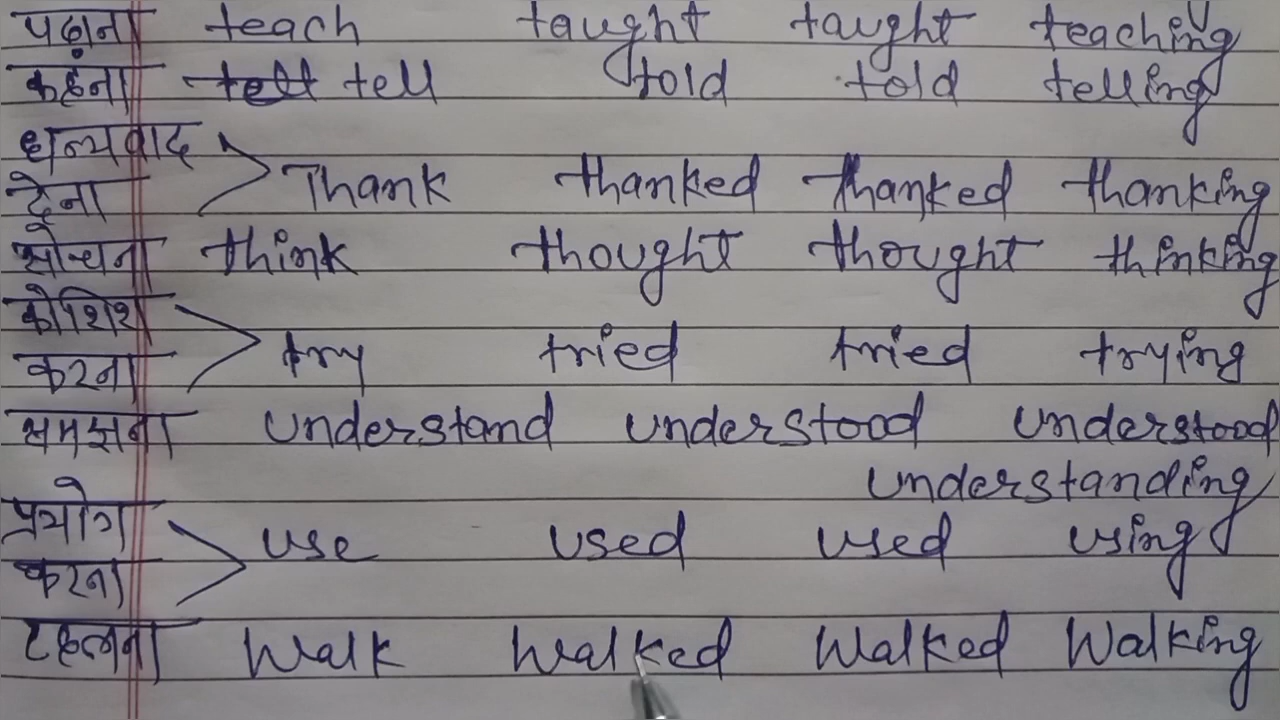 पढ़ाना teach taught taught teaching
कहना tell told told telling
धन्यवाद
देना Thank thanked thanked thanking
सोचना think thought thought thinking
कोशिश
करना try tried tried trying
समझना understand understood understood
understanding
प्रयोग
करना use used used using
टहलना Walk Walked Walked Walking